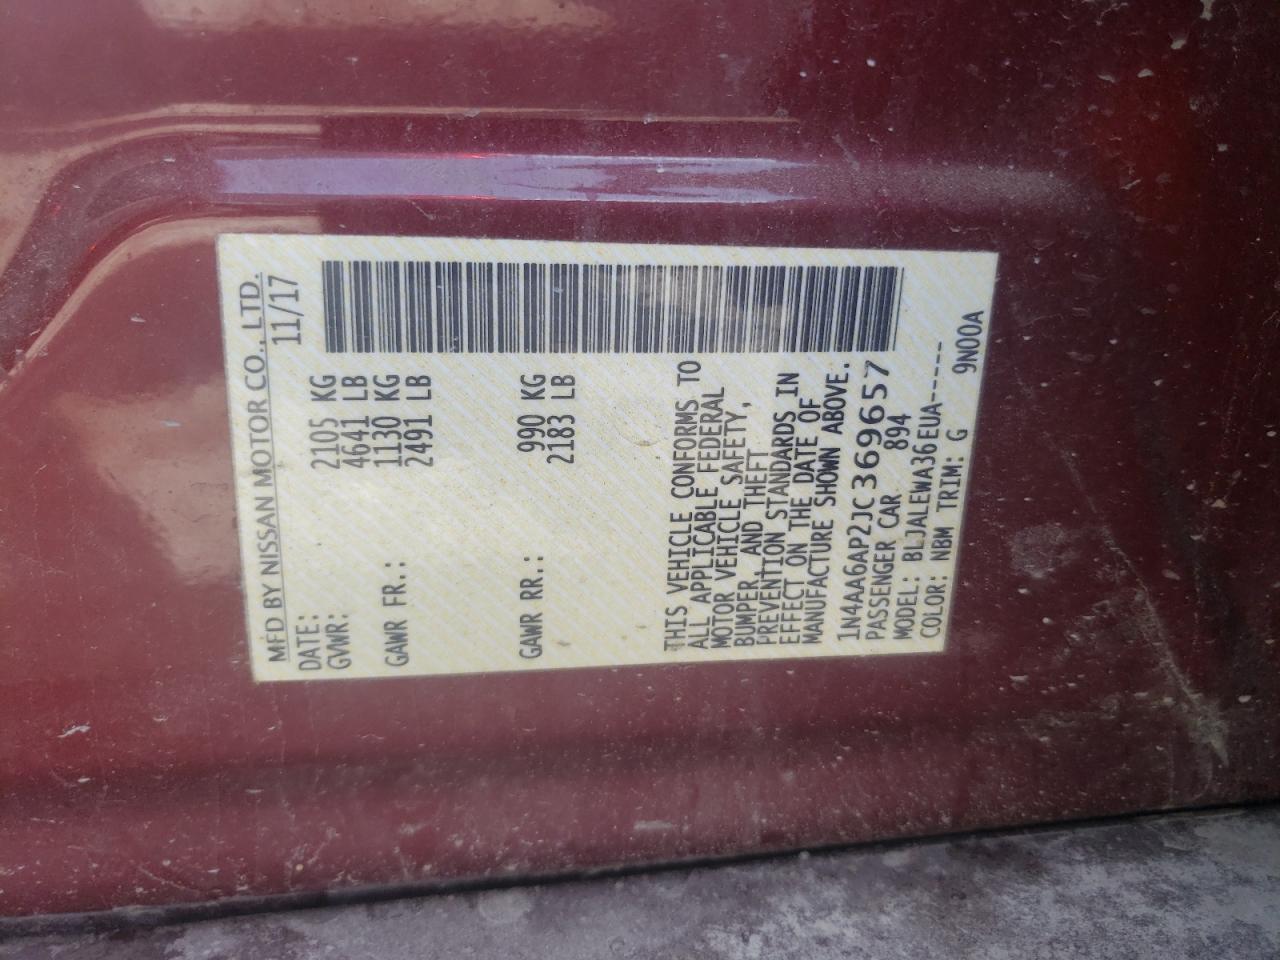 MFD BY NISSAN MOTOR CO., LTD.
DATE: 11/17
GVWR: 2105 KG
4641 LB
GAWR FR.: 1130 KG
2491 LB
GAWR RR.: 990 KG
2183 LB
THIS VEHICLE CONFORMS TO
ALL APPLICABLE FEDERAL
MOTOR VEHICLE SAFETY,
BUMPER, AND THEFT
PREVENTION STANDARDS IN
EFFECT ON THE DATE OF
MANUFACTURE SHOWN ABOVE.
1N4AA6AP2JC369657
PASSENGER CAR 894
MODEL: BLJALEWA36EUA-----
COLOR: NBM TRIM: G 9N00A